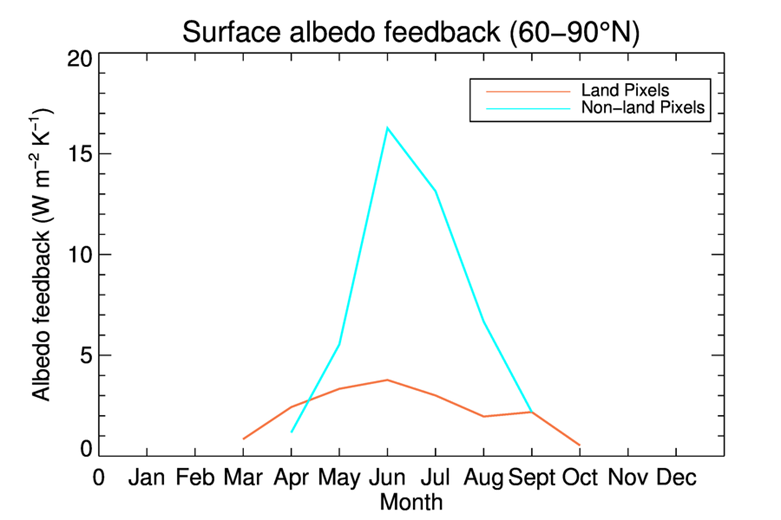 Surface albedo feedback (60−90°N)
20
Land Pixels
Non−land Pixels
15
10
5
0
Albedo feedback (W m⁻² K⁻¹)
0 Jan Feb Mar Apr May Jun Jul Aug Sept Oct Nov Dec
Month